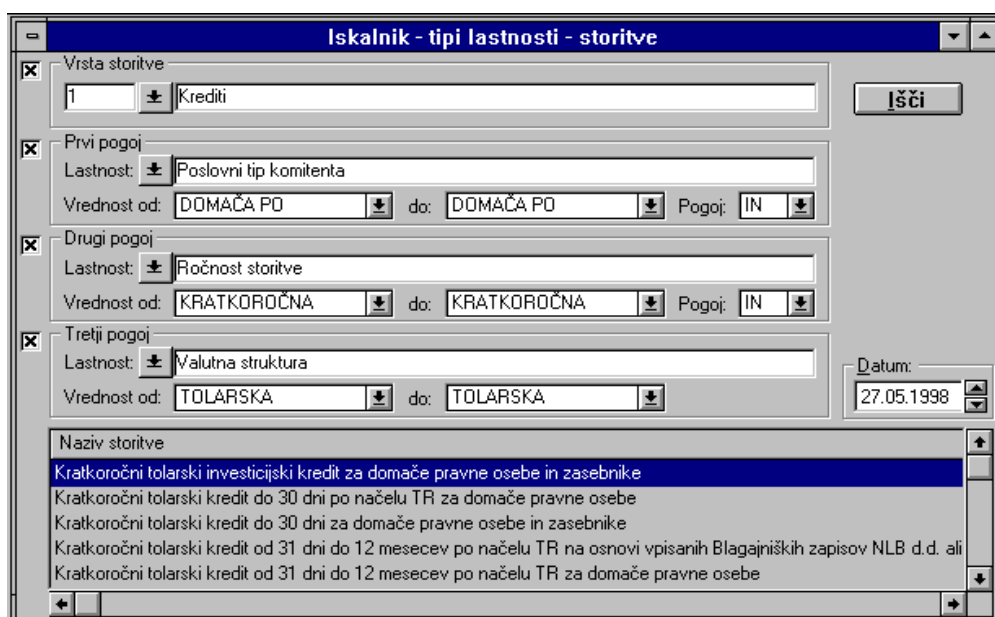 Iskalnik - tipi lastnosti - storitve
Vrsta storitve
1 Krediti
Išči
Prvi pogoj
Lastnost: Poslovni tip komitenta
Vrednost od: DOMAČA PO do: DOMAČA PO Pogoj: IN
Drugi pogoj
Lastnost: Ročnost storitve
Vrednost od: KRATKOROČNA do: KRATKOROČNA Pogoj: IN
Tretji pogoj
Lastnost: Valutna struktura
Vrednost od: TOLARSKA do: TOLARSKA
Datum:
27.05.1998
Naziv storitve
Kratkoročni tolarski investicijski kredit za domače pravne osebe in zasebnike
Kratkoročni tolarski kredit do 30 dni po načelu TR za domače pravne osebe
Kratkoročni tolarski kredit do 30 dni za domače pravne osebe in zasebnike
Kratkoročni tolarski kredit od 31 dni do 12 mesecev po načelu TR na osnovi vpisanih Blagajniških zapisov NLB d.d. ali
Kratkoročni tolarski kredit od 31 dni do 12 mesecev po načelu TR za domače pravne osebe